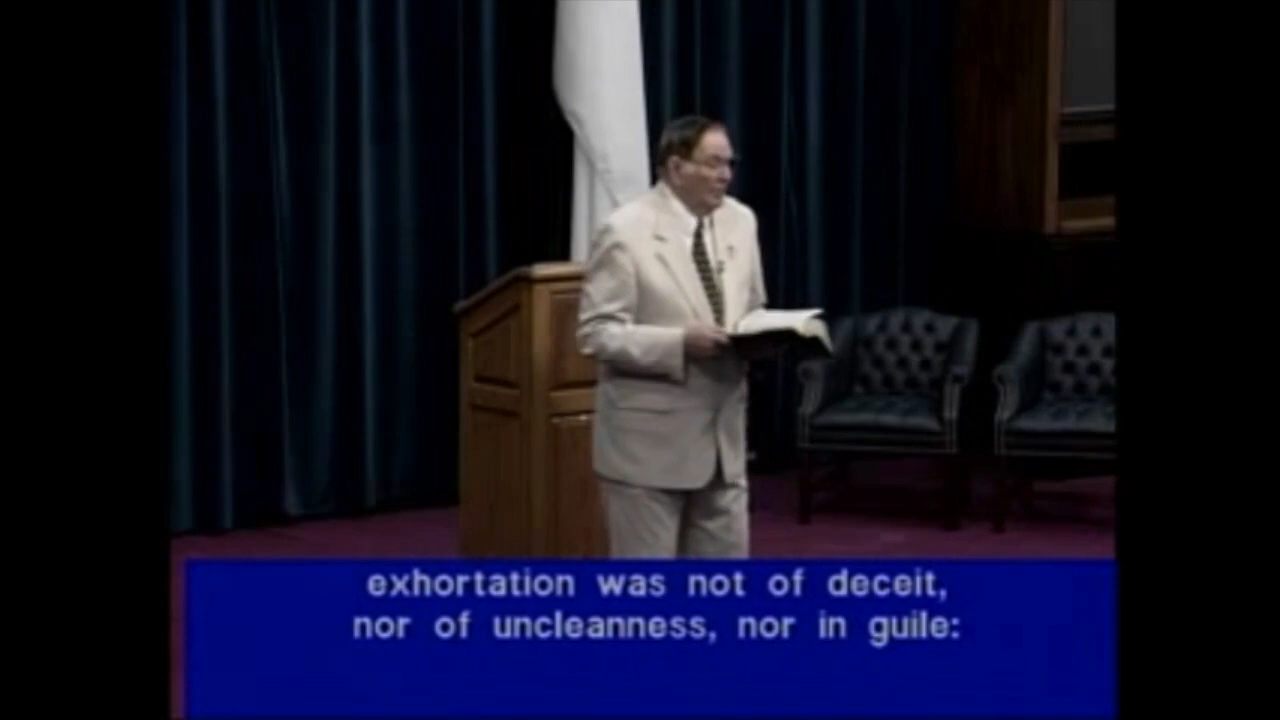 exhortation was not of deceit,
nor of uncleanness, nor in guile: